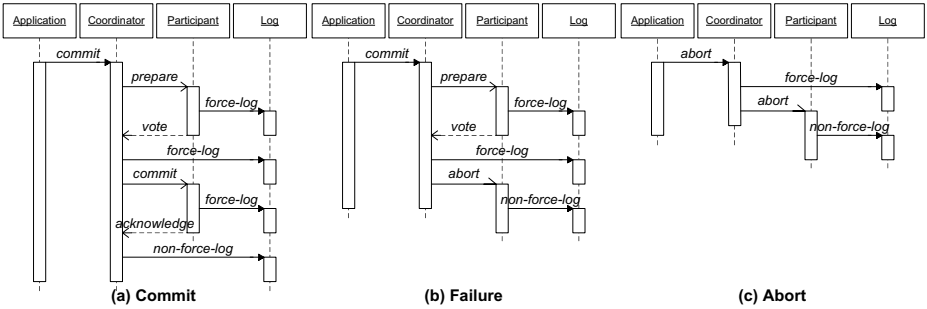 Application Coordinator Participant Log
commit
prepare
force-log
vote
force-log
commit
force-log
acknowledge
non-force-log
(a) Commit
Application Coordinator Participant Log
commit
prepare
force-log
vote
force-log
abort
non-force-log
(b) Failure
Application Coordinator Participant Log
abort
force-log
abort
non-force-log
(c) Abort